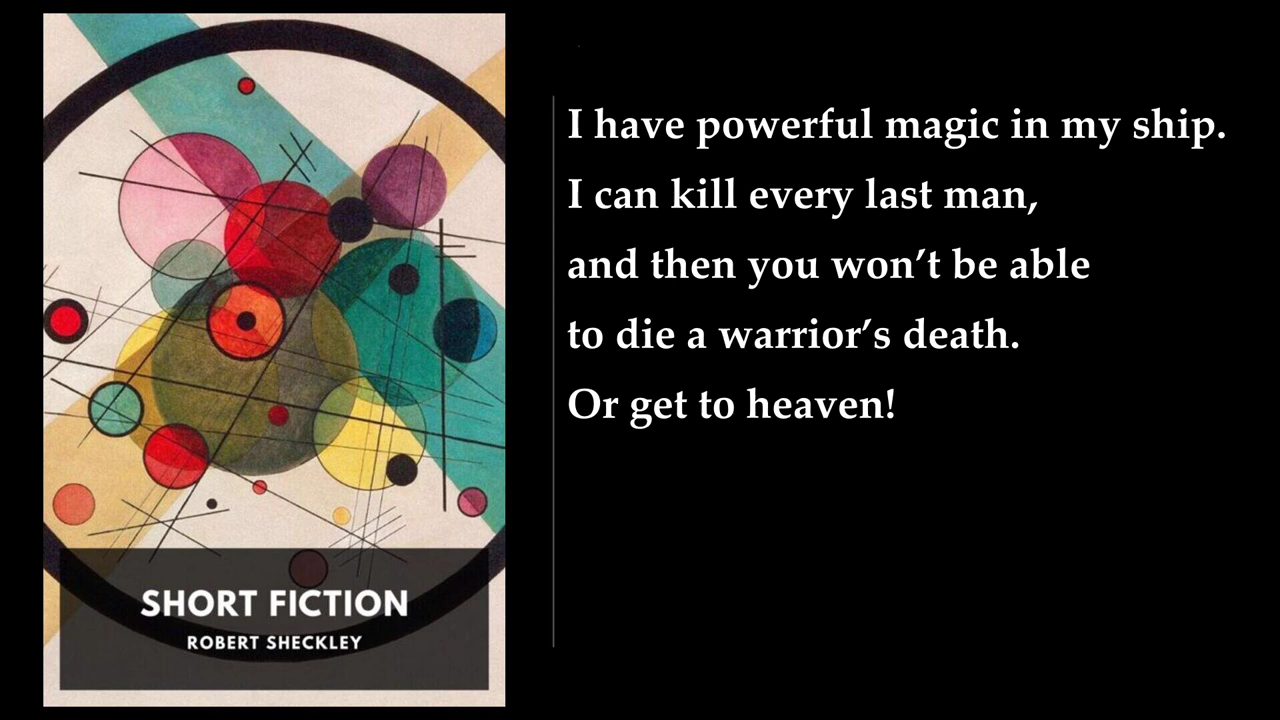 SHORT FICTION
ROBERT SHECKLEY
I have powerful magic in my ship.
I can kill every last man,
and then you won’t be able
to die a warrior’s death.
Or get to heaven!